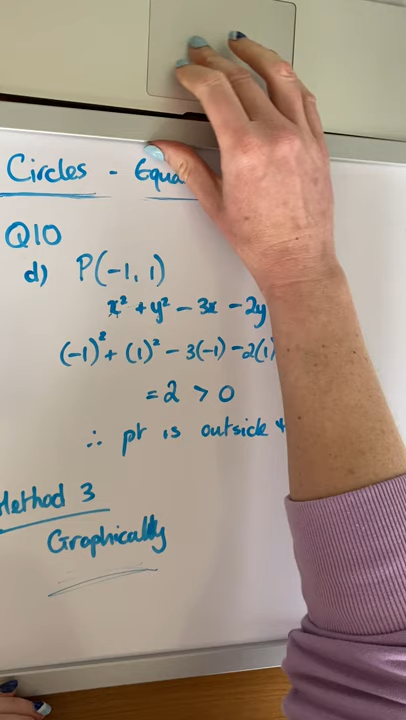 Circles - Equa
Q10
d) P(-1, 1)
x² + y² - 3x - 2y
(-1)² + (1)² - 3(-1) - 2(1)
= 2 > 0
∴ pt is outside
Method 3
Graphically